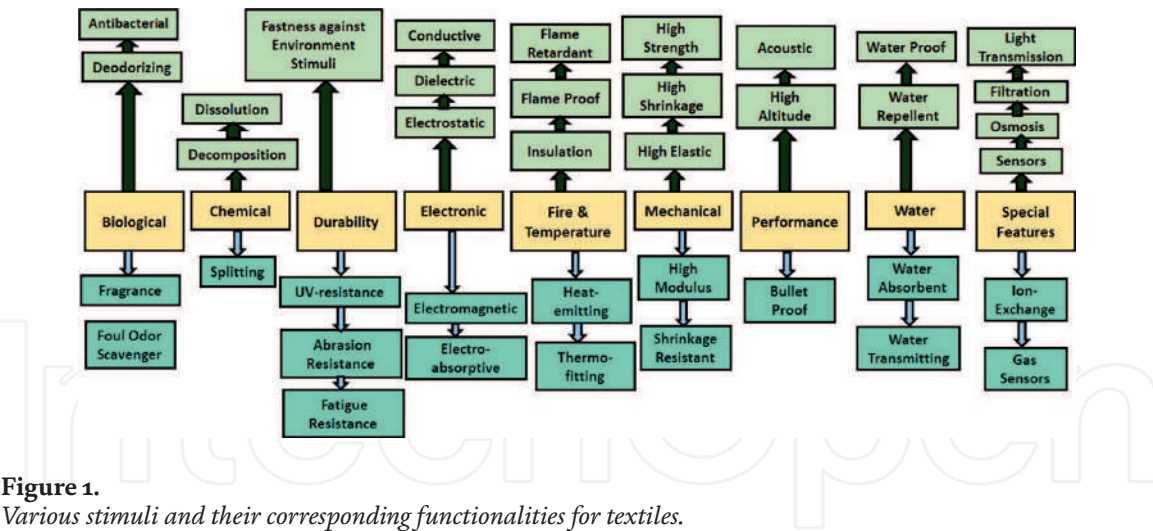 Antibacterial
Deodorizing
Biological
Fragrance
Foul Odor
Scavenger
Dissolution
Decomposition
Chemical
Splitting
Fastness against
Environment
Stimuli
Durability
UV-resistance
Abrasion
Resistance
Fatigue
Resistance
Conductive
Dielectric
Electrostatic
Electronic
Electromagnetic
Electro-
absorptive
Flame
Retardant
Flame Proof
Insulation
Fire &
Temperature
Heat-
emitting
Thermo-
fitting
High
Strength
High
Shrinkage
High Elastic
Mechanical
High
Modulus
Shrinkage
Resistant
Acoustic
High
Altitude
Performance
Bullet
Proof
Water Proof
Water
Repellent
Water
Water
Absorbent
Water
Transmitting
Light
Transmission
Filtration
Osmosis
Sensors
Special
Features
Ion-
Exchange
Gas
Sensors
IntechOpen
Figure 1.
Various stimuli and their corresponding functionalities for textiles.